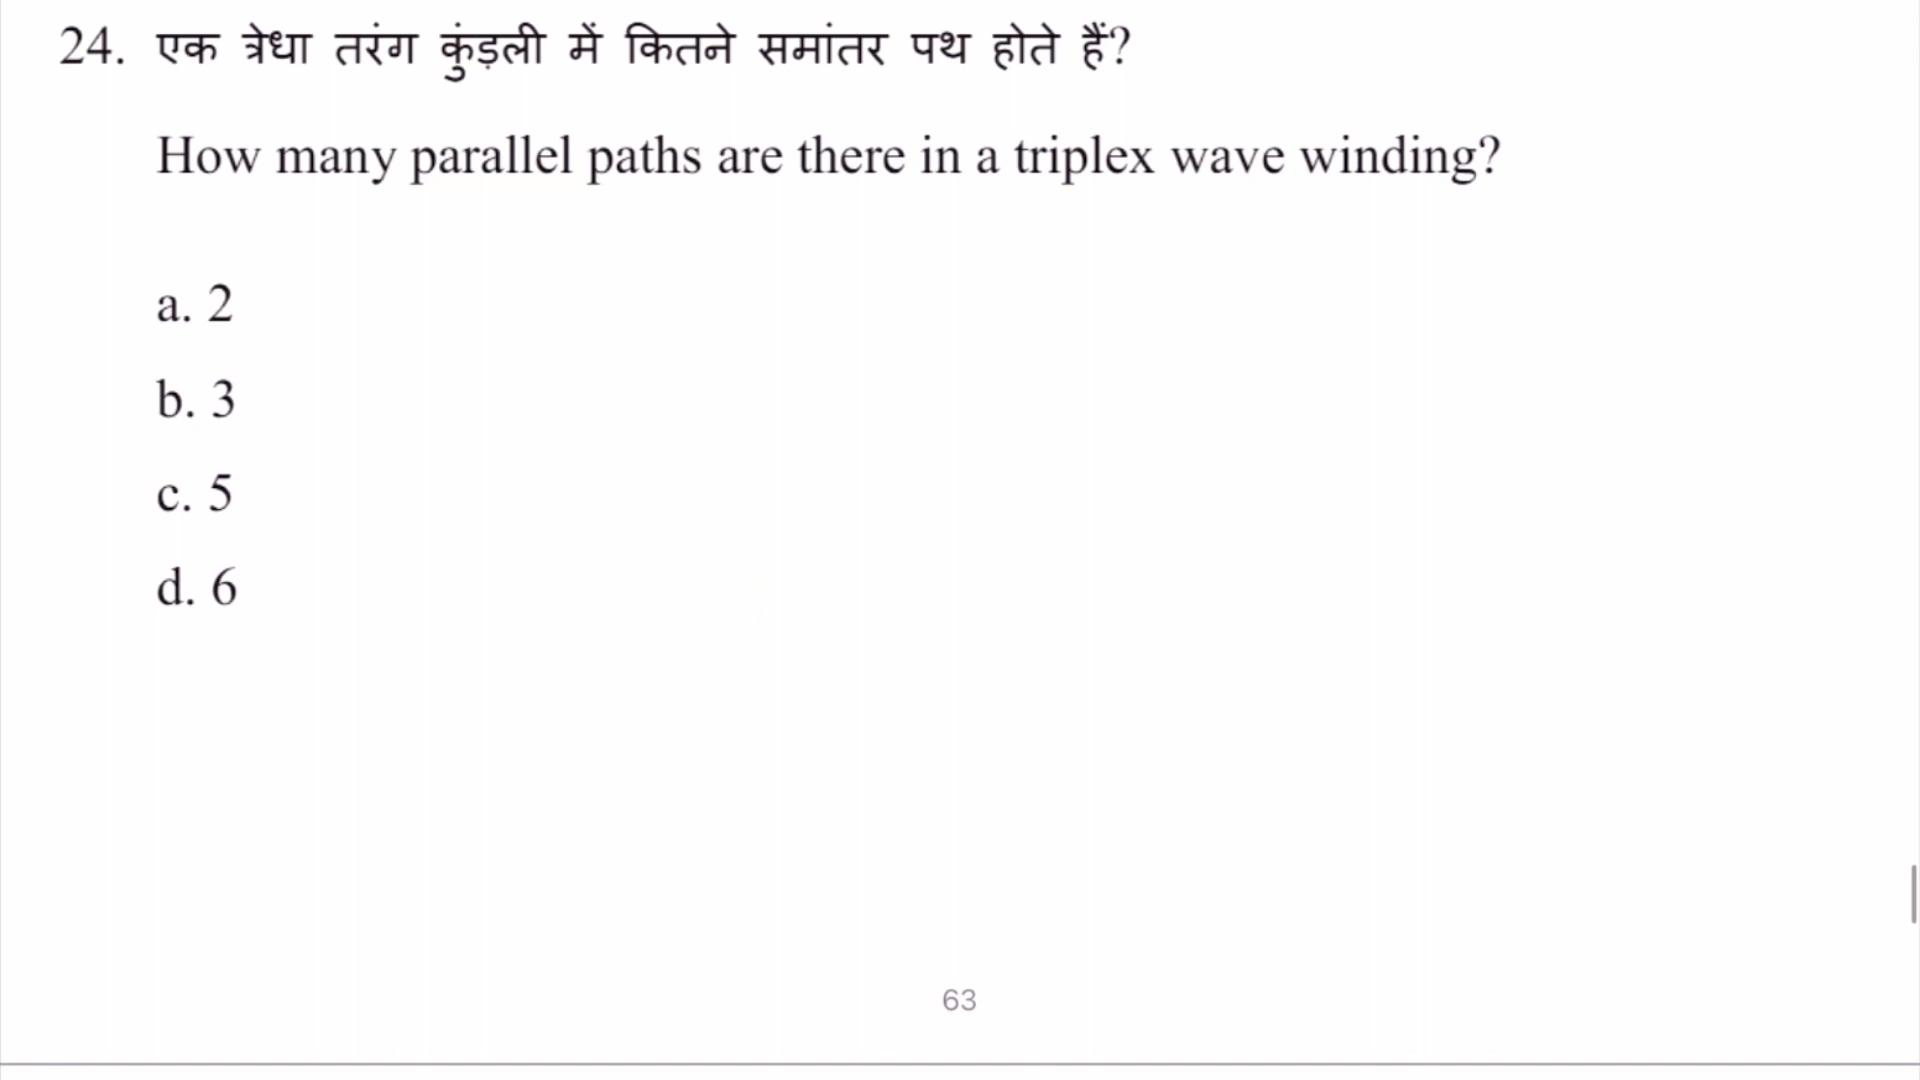 24. एक त्रेधा तरंग कुंड़ली में कितने समांतर पथ होते हैं?
How many parallel paths are there in a triplex wave winding?
a. 2
b. 3
c. 5
d. 6
63